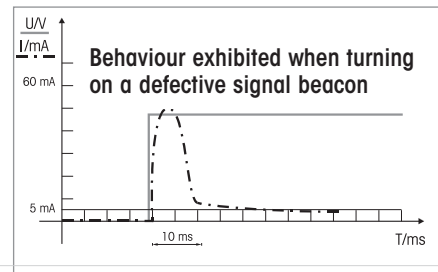 U/V
I/mA
Behaviour exhibited when turning
on a defective signal beacon
60 mA
5 mA
10 ms
T/ms